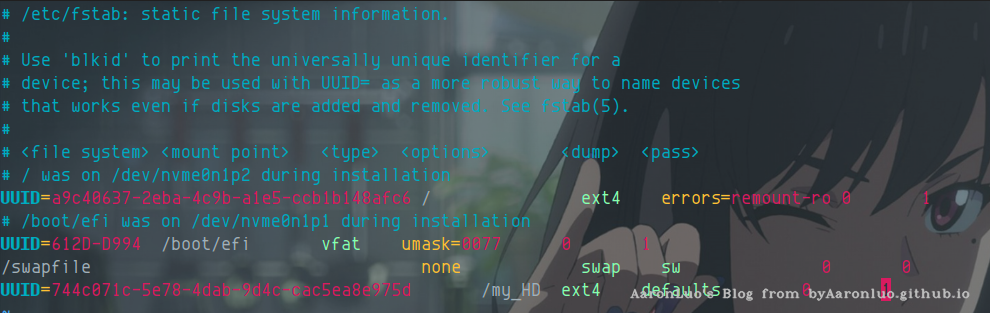 # /etc/fstab: static file system information.
#
# Use 'blkid' to print the universally unique identifier for a
# device; this may be used with UUID= as a more robust way to name devices
# that works even if disks are added and removed. See fstab(5).
#
# <file system> <mount point>   <type>  <options>       <dump>  <pass>
# / was on /dev/nvme0n1p2 during installation
UUID=a9c40637-2eba-4c9b-a1e5-ccb1b148afc6 /               ext4    errors=remount-ro 0       1
# /boot/efi was on /dev/nvme0n1p1 during installation
UUID=612D-D994  /boot/efi       vfat    umask=0077      0       1
/swapfile                                 none            swap    sw              0       0
UUID=744c071c-5e78-4dab-9d4c-cac5ea8e975d       /my_HD  ext4    defaults        0       1
AaronLuo's Blog from byAaronluo.github.io